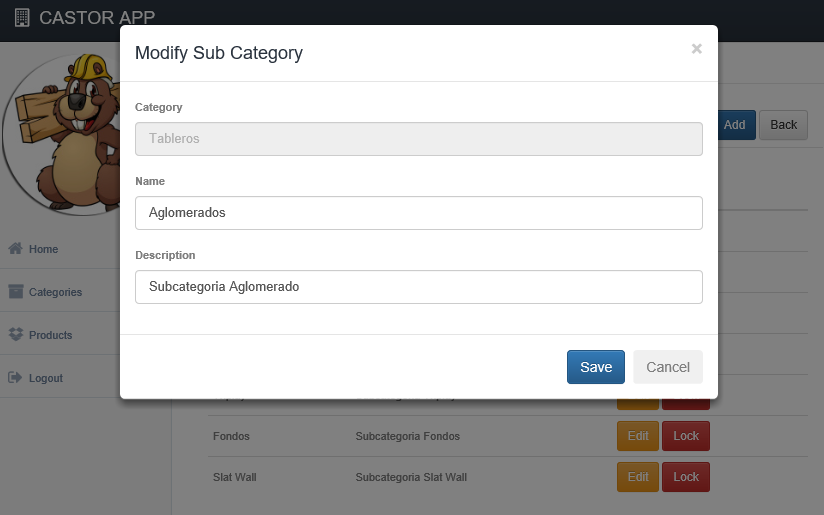 CASTOR APP
Modify Sub Category
×
Category
Tableros
Name
Aglomerados
Description
Subcategoria Aglomerado
Save Cancel
Add Back
Home
Categories
Products
Logout
Fondos Subcategoria Fondos Edit Lock
Slat Wall Subcategoria Slat Wall Edit Lock